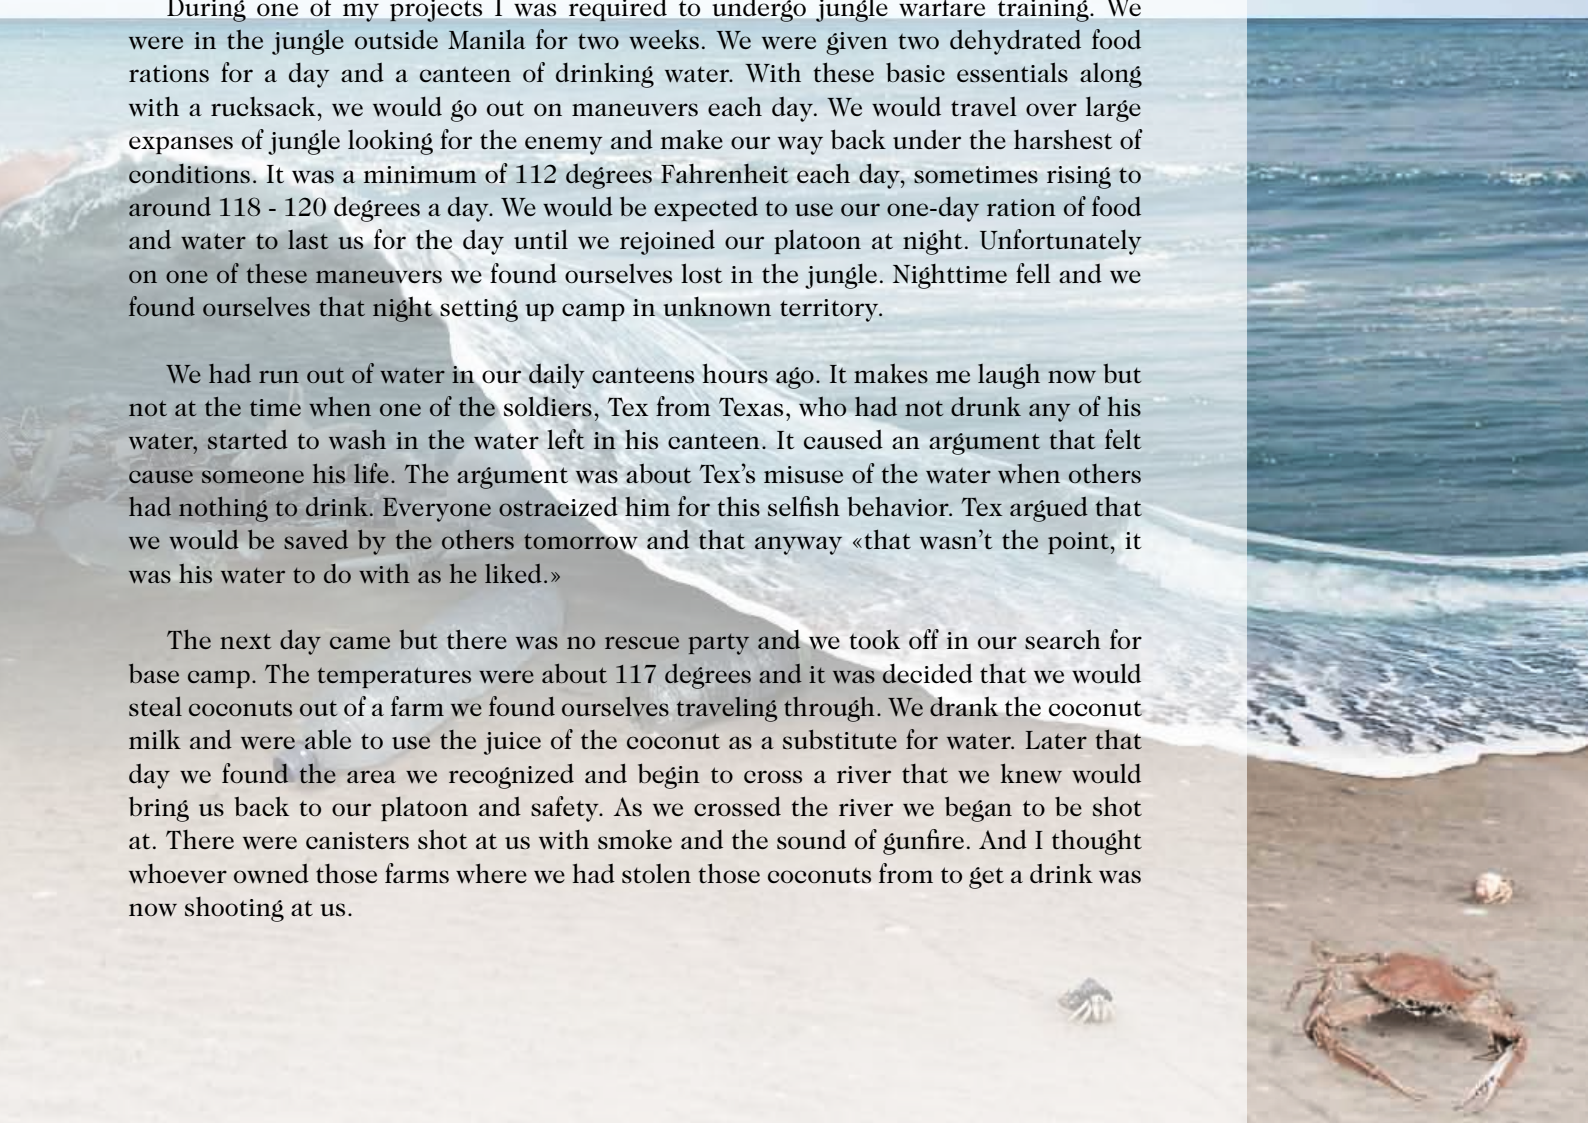 During one of my projects I was required to undergo jungle warfare training. We
were in the jungle outside Manila for two weeks. We were given two dehydrated food
rations for a day and a canteen of drinking water. With these basic essentials along
with a rucksack, we would go out on maneuvers each day. We would travel over large
expanses of jungle looking for the enemy and make our way back under the harshest of
conditions. It was a minimum of 112 degrees Fahrenheit each day, sometimes rising to
around 118 - 120 degrees a day. We would be expected to use our one-day ration of food
and water to last us for the day until we rejoined our platoon at night. Unfortunately
on one of these maneuvers we found ourselves lost in the jungle. Nighttime fell and we
found ourselves that night setting up camp in unknown territory.
We had run out of water in our daily canteens hours ago. It makes me laugh now but
not at the time when one of the soldiers, Tex from Texas, who had not drunk any of his
water, started to wash in the water left in his canteen. It caused an argument that felt
cause someone his life. The argument was about Tex’s misuse of the water when others
had nothing to drink. Everyone ostracized him for this selfish behavior. Tex argued that
we would be saved by the others tomorrow and that anyway «that wasn’t the point, it
was his water to do with as he liked.»
The next day came but there was no rescue party and we took off in our search for
base camp. The temperatures were about 117 degrees and it was decided that we would
steal coconuts out of a farm we found ourselves traveling through. We drank the coconut
milk and were able to use the juice of the coconut as a substitute for water. Later that
day we found the area we recognized and begin to cross a river that we knew would
bring us back to our platoon and safety. As we crossed the river we began to be shot
at. There were canisters shot at us with smoke and the sound of gunfire. And I thought
whoever owned those farms where we had stolen those coconuts from to get a drink was
now shooting at us.